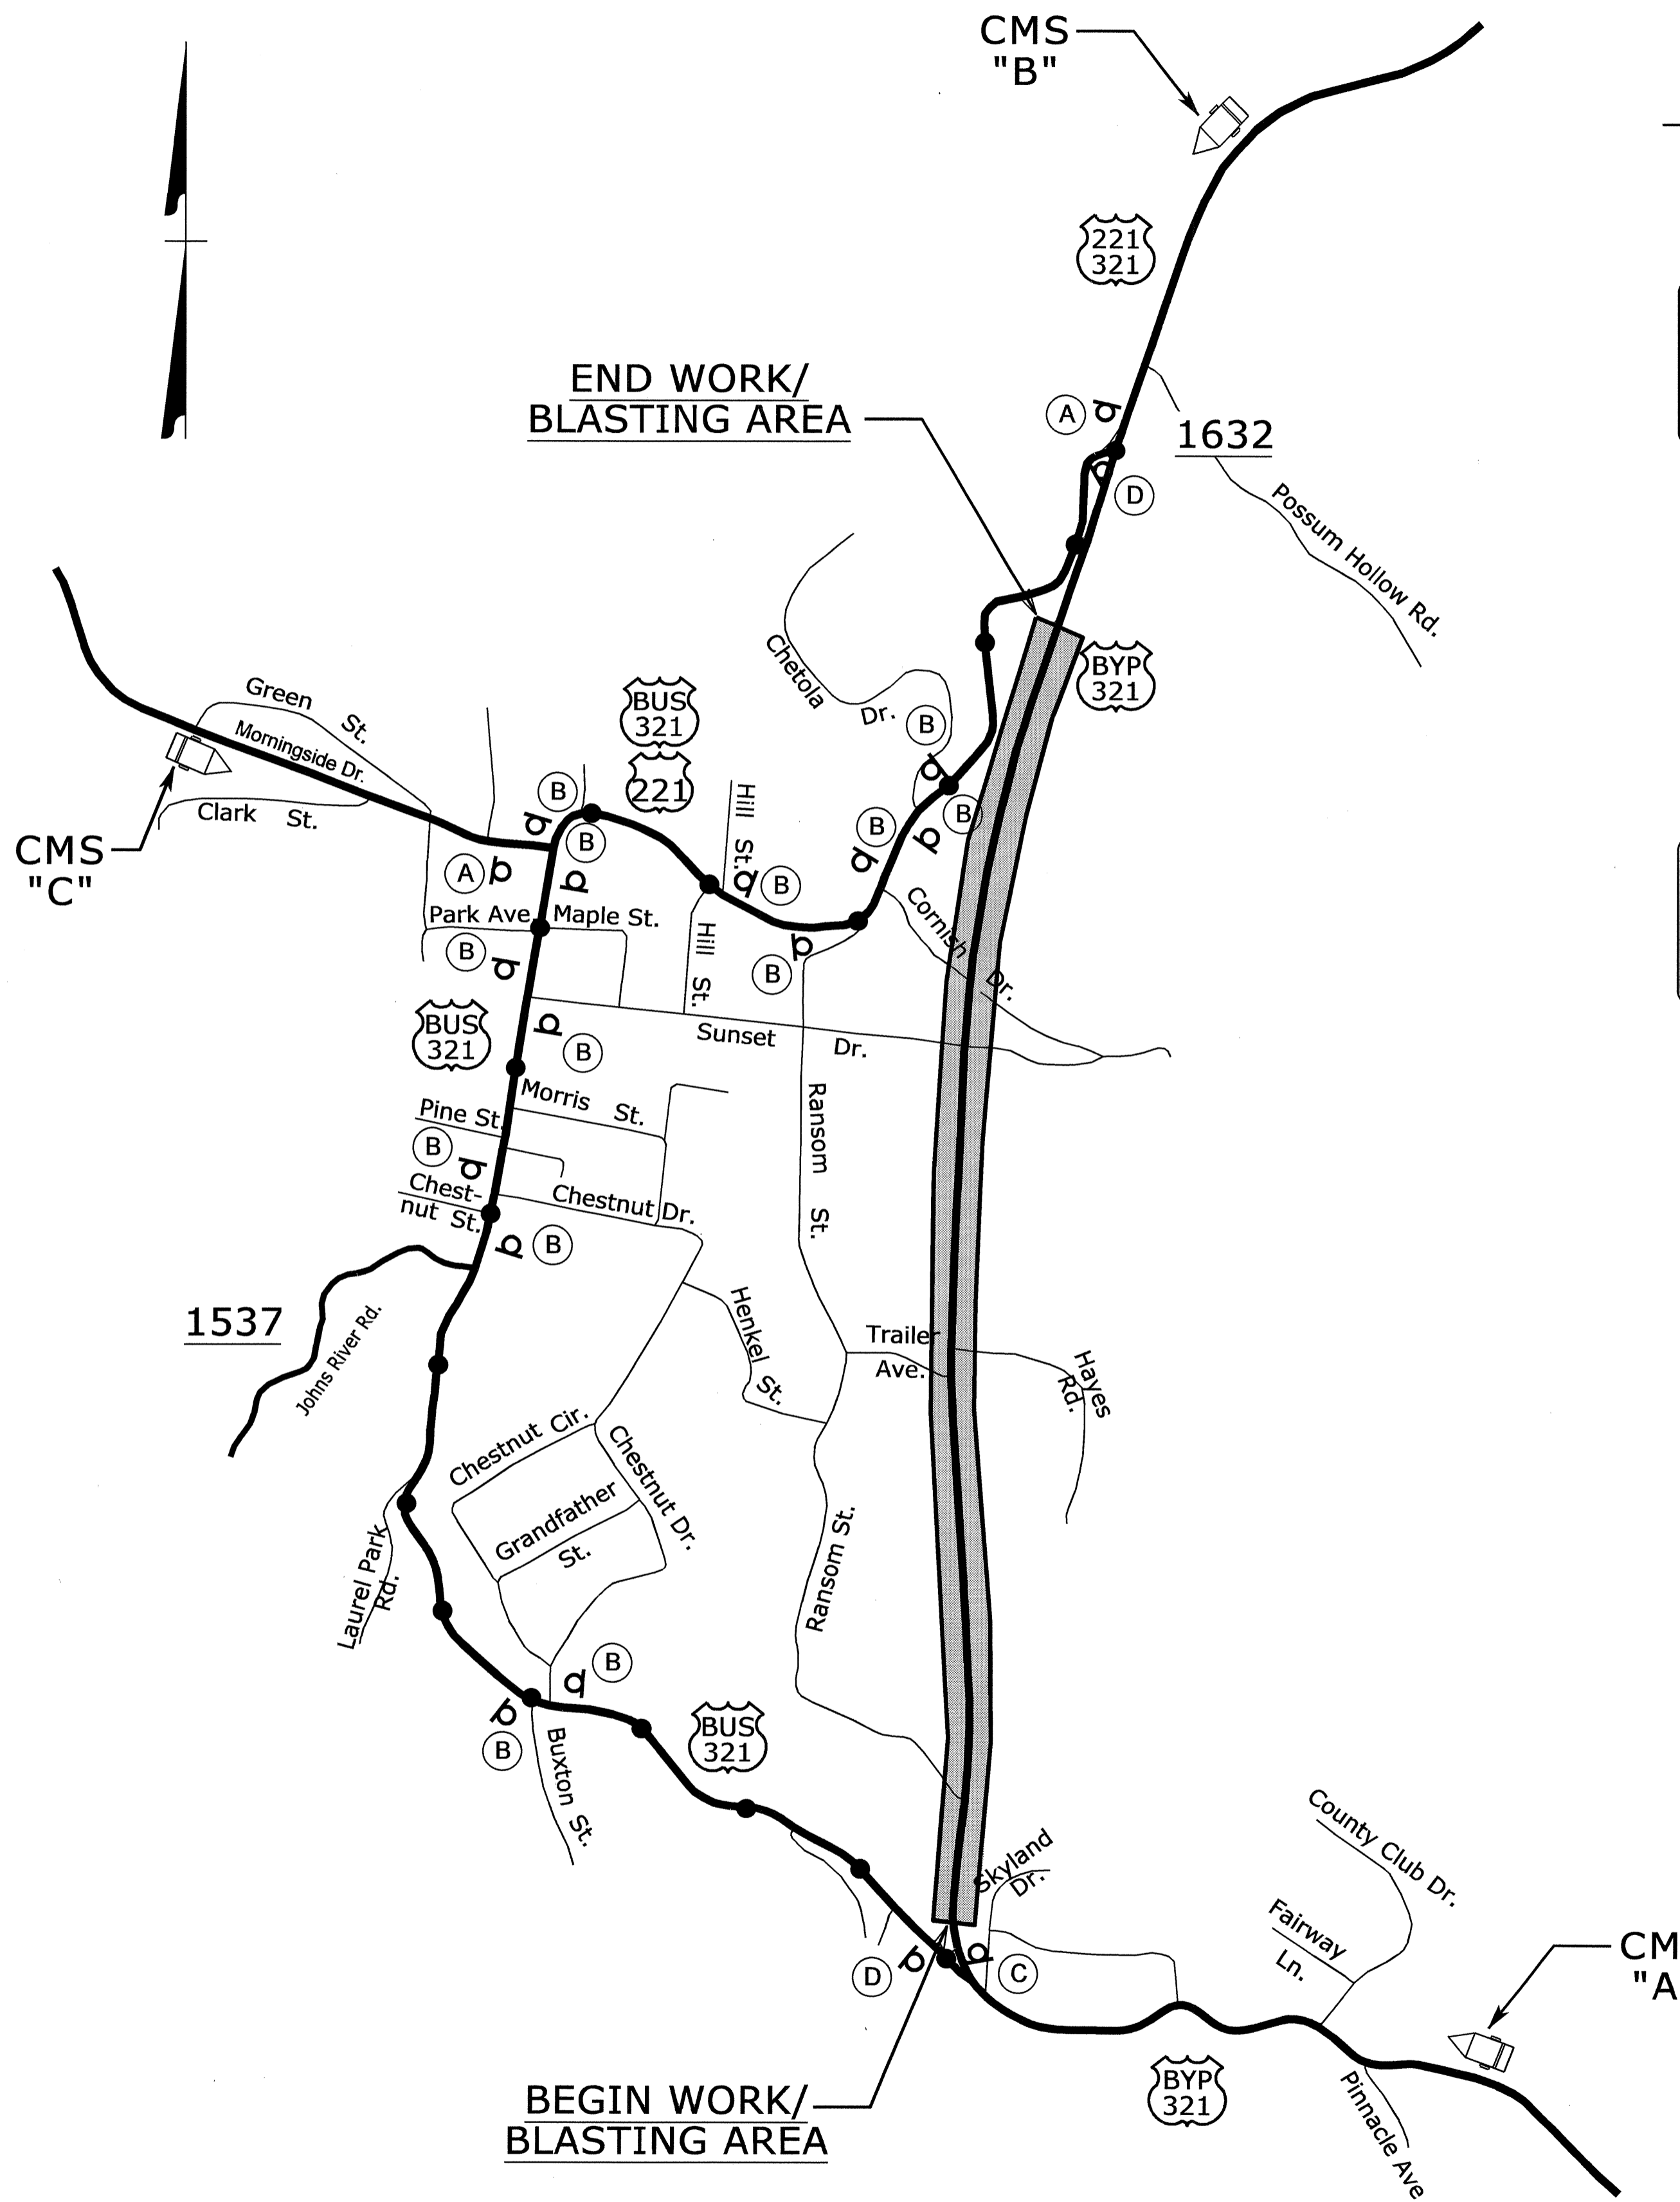 CMS
"B"
221
321
END WORK/
BLASTING AREA
A
1632
D
Possum Hollow Rd.
BYP
321
Chetola
Dr.
B
BUS
321
221
Green St.
Morningside Dr.
Clark St.
CMS
"C"
B
B
Hill
St.
B
B
B
A
Park Ave.
Maple St.
B
Hill
St.
B
Cornish
Dr.
BUS
321
B
Sunset Dr.
Morris St.
Pine St.
B
Chest-
nut St.
Chestnut Dr.
B
Ransom St.
1537
Johns River Rd.
Henkel
St.
Trailer
Ave.
Hayes
Rd.
Chestnut Cir.
Chestnut Dr.
Grandfather
St.
Laurel Park
Rd.
Ransom St.
B
B
BUS
321
Buxton St.
Skyland
Dr.
County Club Dr.
Fairway
Ln.
D
C
CM
"A
BEGIN WORK/
BLASTING AREA
BYP
321
Pinnacle Ave